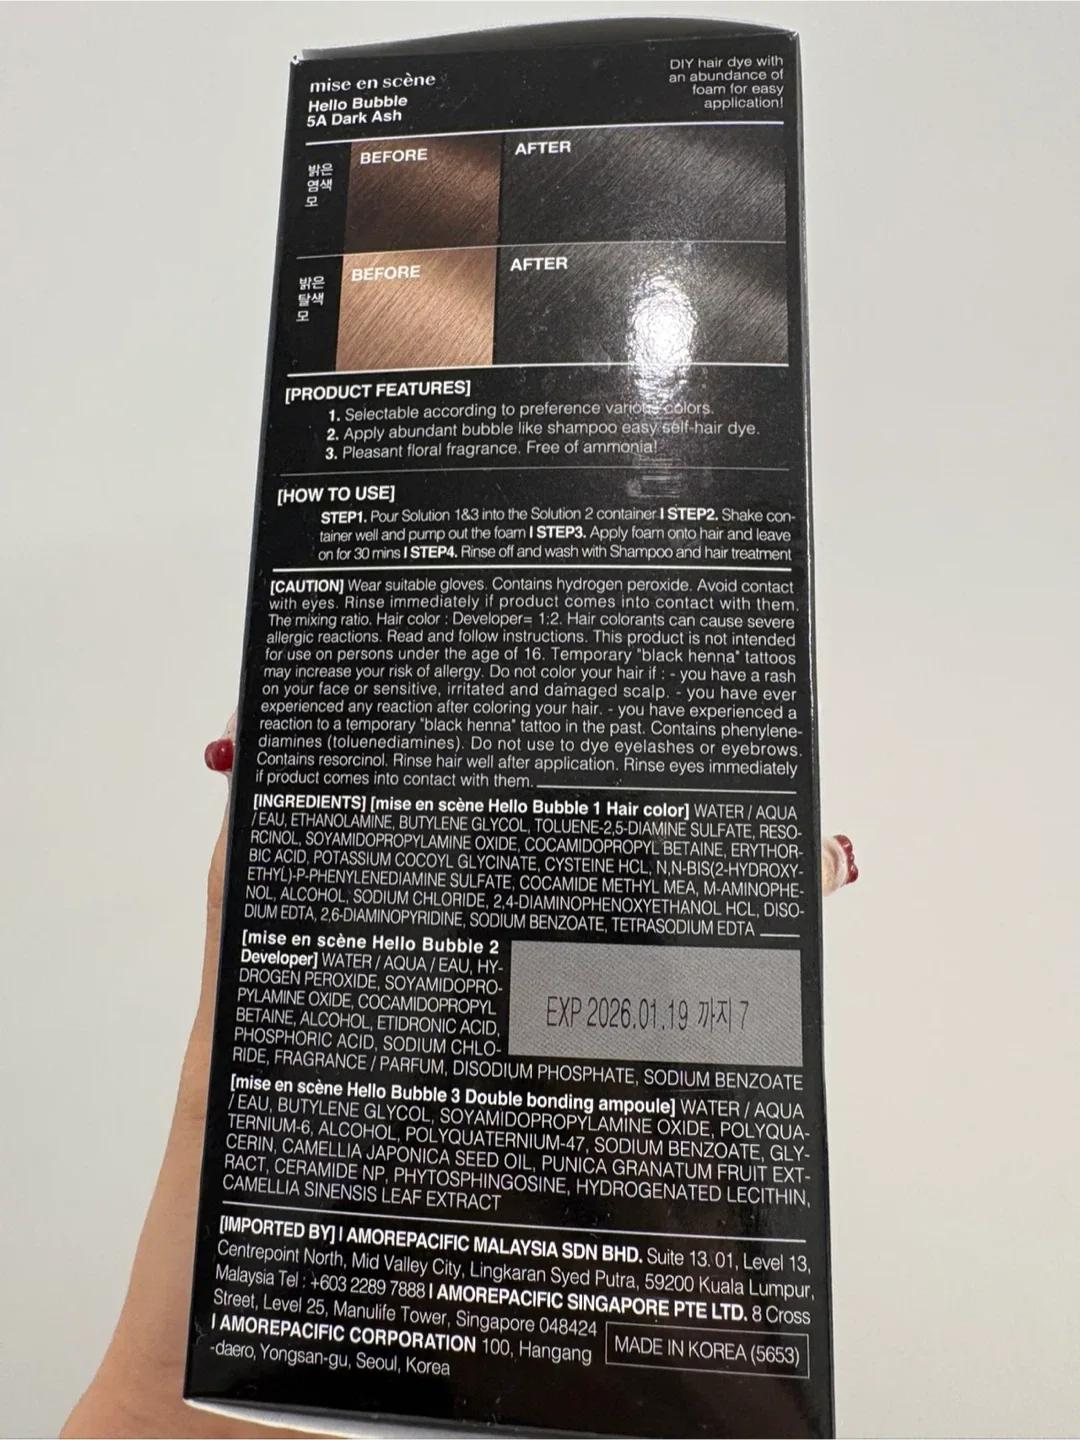 mise en scène
Hello Bubble
5A Dark Ash
DIY hair dye with
an abundance of
foam for easy
application!
밝은
염색
모
BEFORE
AFTER
밝은
탈색
모
BEFORE
AFTER
[PRODUCT FEATURES]
1. Selectable according to preference various colors.
2. Apply abundant bubble like shampoo easy self-hair dye.
3. Pleasant floral fragrance. Free of ammonia!
[HOW TO USE]
STEP1. Pour Solution 1&3 into the Solution 2 container I STEP2. Shake con-
tainer well and pump out the foam I STEP3. Apply foam onto hair and leave
on for 30 mins I STEP4. Rinse off and wash with Shampoo and hair treatment
[CAUTION] Wear suitable gloves. Contains hydrogen peroxide. Avoid contact
with eyes. Rinse immediately if product comes into contact with them.
The mixing ratio. Hair color : Developer= 1:2. Hair colorants can cause severe
allergic reactions. Read and follow instructions. This product is not intended
for use on persons under the age of 16. Temporary "black henna" tattoos
may increase your risk of allergy. Do not color your hair if : - you have a rash
on your face or sensitive, irritated and damaged scalp. - you have ever
experienced any reaction after coloring your hair. - you have experienced a
reaction to a temporary "black henna" tattoo in the past. Contains phenylene-
diamines (toluenediamines). Do not use to dye eyelashes or eyebrows.
Contains resorcinol. Rinse hair well after application. Rinse eyes immediately
if product comes into contact with them.
[INGREDIENTS] [mise en scène Hello Bubble 1 Hair color] WATER / AQUA
/ EAU, ETHANOLAMINE, BUTYLENE GLYCOL, TOLUENE-2,5-DIAMINE SULFATE, RESO-
RCINOL, SOYAMIDOPROPYLAMINE OXIDE, COCAMIDOPROPYL BETAINE, ERYTHOR-
BIC ACID, POTASSIUM COCOYL GLYCINATE, CYSTEINE HCL, N,N-BIS(2-HYDROXY-
ETHYL)-P-PHENYLENEDIAMINE SULFATE, COCAMIDE METHYL MEA, M-AMINOPHE-
NOL, ALCOHOL, SODIUM CHLORIDE, 2,4-DIAMINOPHENOXYETHANOL HCL, DISO-
DIUM EDTA, 2,6-DIAMINOPYRIDINE, SODIUM BENZOATE, TETRASODIUM EDTA
[mise en scène Hello Bubble 2
Developer] WATER / AQUA / EAU, HY-
DROGEN PEROXIDE, SOYAMIDOPRO-
PYLAMINE OXIDE, COCAMIDOPROPYL
BETAINE, ALCOHOL, ETIDRONIC ACID,
PHOSPHORIC ACID, SODIUM CHLO-
RIDE, FRAGRANCE / PARFUM, DISODIUM PHOSPHATE, SODIUM BENZOATE
EXP 2026.01.19 까지 7
[mise en scène Hello Bubble 3 Double bonding ampoule] WATER / AQUA
/ EAU, BUTYLENE GLYCOL, SOYAMIDOPROPYLAMINE OXIDE, POLYQUA-
TERNIUM-6, ALCOHOL, POLYQUATERNIUM-47, SODIUM BENZOATE, GLY-
CERIN, CAMELLIA JAPONICA SEED OIL, PUNICA GRANATUM FRUIT EXT-
RACT, CERAMIDE NP, PHYTOSPHINGOSINE, HYDROGENATED LECITHIN,
CAMELLIA SINENSIS LEAF EXTRACT
[IMPORTED BY] I AMOREPACIFIC MALAYSIA SDN BHD. Suite 13. 01, Level 13,
Centrepoint North, Mid Valley City, Lingkaran Syed Putra, 59200 Kuala Lumpur,
Malaysia Tel : +603 2289 7888 I AMOREPACIFIC SINGAPORE PTE LTD. 8 Cross
Street, Level 25, Manulife Tower, Singapore 048424
I AMOREPACIFIC CORPORATION 100, Hangang
-daero, Yongsan-gu, Seoul, Korea
MADE IN KOREA (5653)